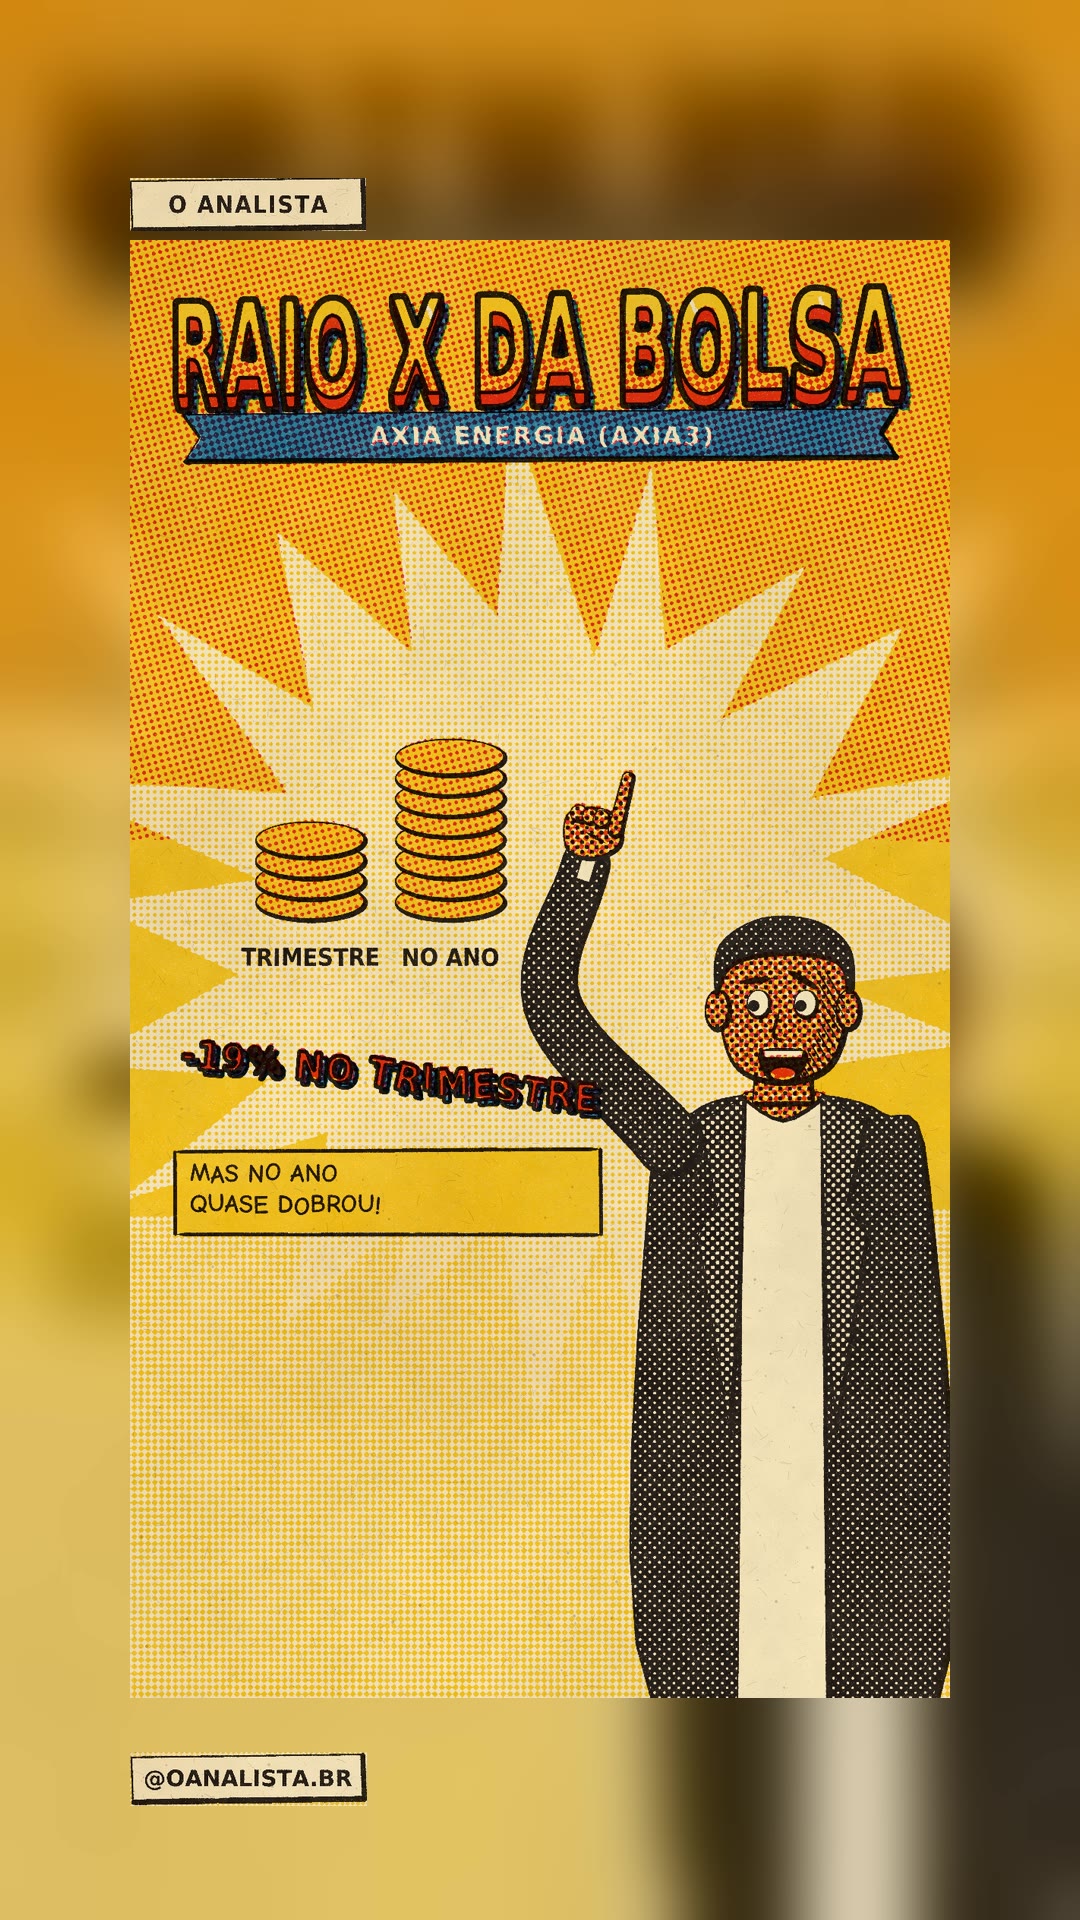 O ANALISTA
RAIO X DA BOLSA
AXIA ENERGIA (AXIA3)
TRIMESTRE NO ANO
-19% NO TRIMESTRE
MAS NO ANO
QUASE DOBROU!
@OANALISTA.BR